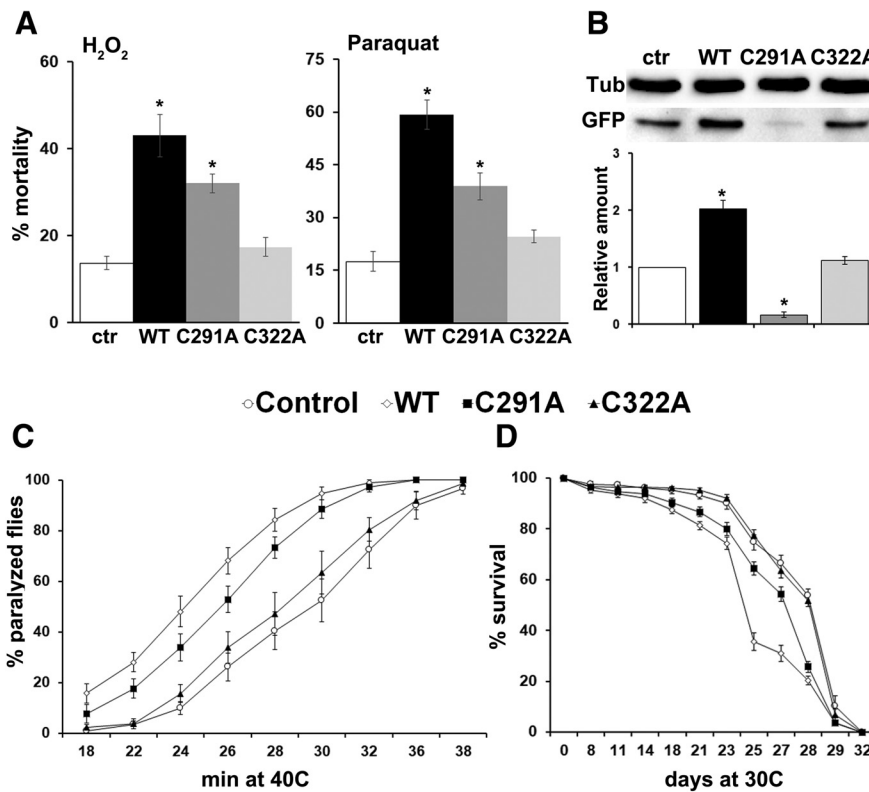 A
B
H2O2
Paraquat
% mortality
60
40
20
0
ctr WT C291A C322A
75
60
45
30
15
0
ctr WT C291A C322A
ctr WT C291A C322A
Tub
GFP
Relative amount
3
2
1
0
* * * * * *
Control WT C291A C322A
C
D
% paralyzed flies
100
80
60
40
20
0
18 22 24 26 28 30 32 36 38
min at 40C
% survival
100
80
60
40
20
0
0 8 11 14 18 21 23 25 27 28 29 32
days at 30C